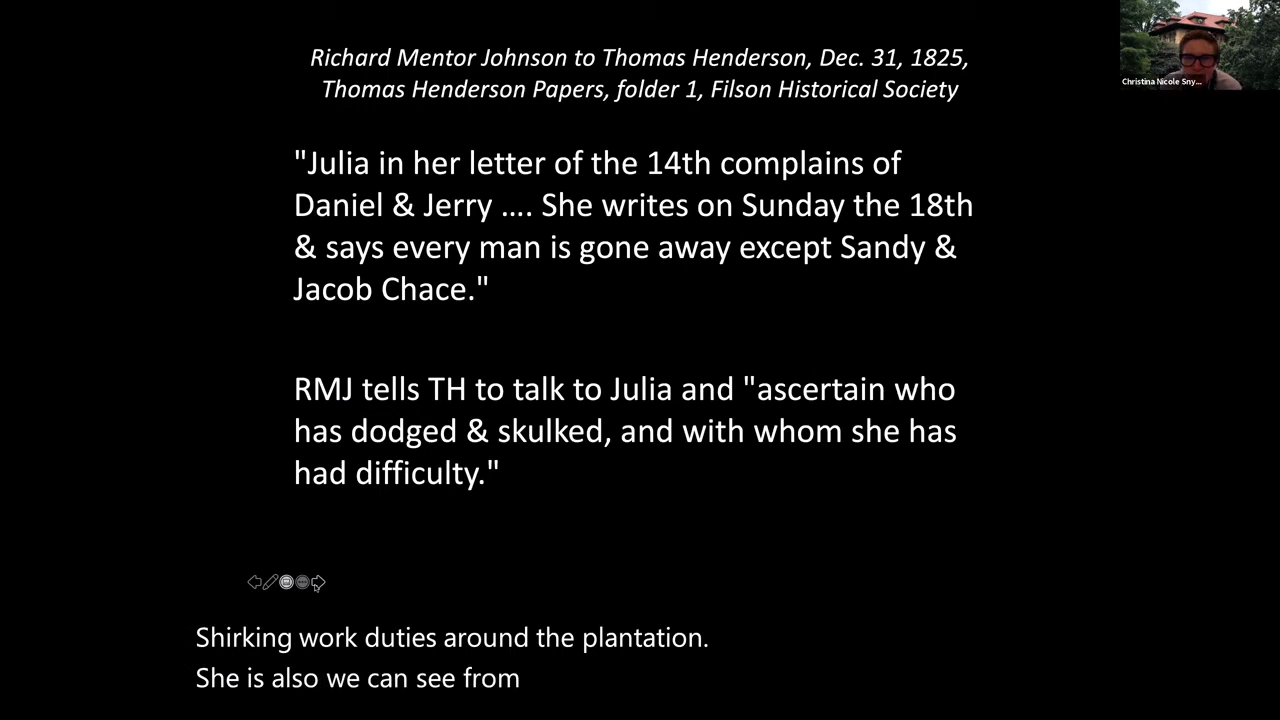 Richard Mentor Johnson to Thomas Henderson, Dec. 31, 1825,
Thomas Henderson Papers, folder 1, Filson Historical Society
Christina Nicole Sny...
"Julia in her letter of the 14th complains of
Daniel & Jerry .... She writes on Sunday the 18th
& says every man is gone away except Sandy &
Jacob Chace."
RMJ tells TH to talk to Julia and "ascertain who
has dodged & skulked, and with whom she has
had difficulty."
Shirking work duties around the plantation.
She is also we can see from